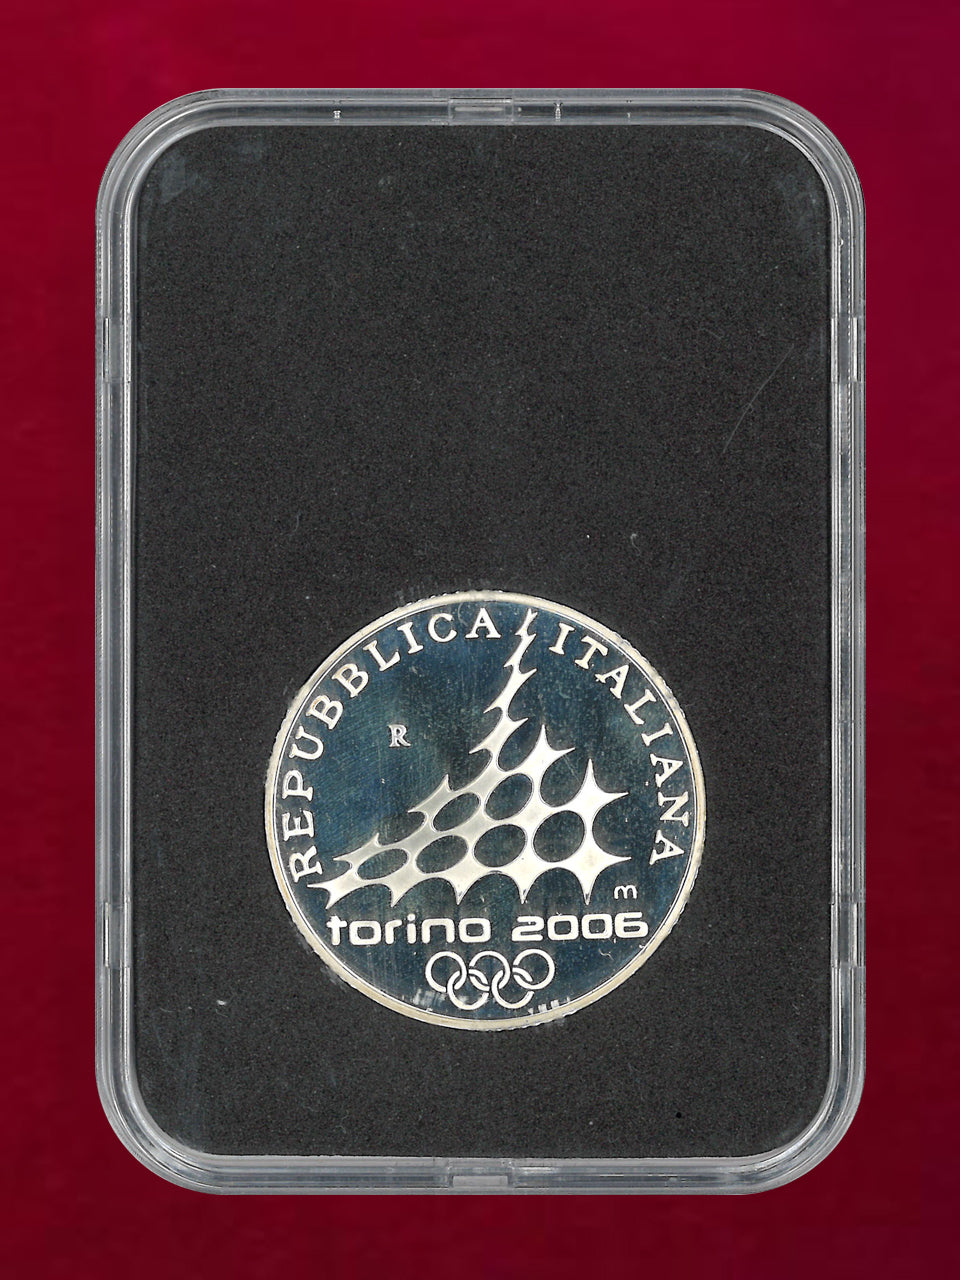 REPUBBLICA ITALIANA
R
m
torino 2006